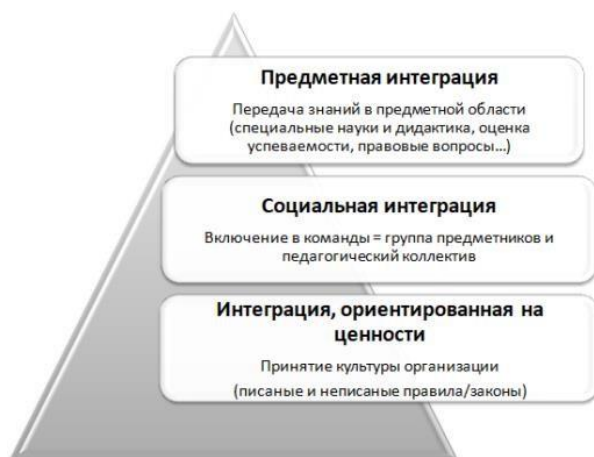 Предметная интеграция
Передача знаний в предметной области
(специальные науки и дидактика, оценка
успеваемости, правовые вопросы...)
Социальная интеграция
Включение в команды = группа предметников и
педагогический коллектив
Интеграция, ориентированная на
ценности
Принятие культуры организации
(писаные и неписаные правила/законы)